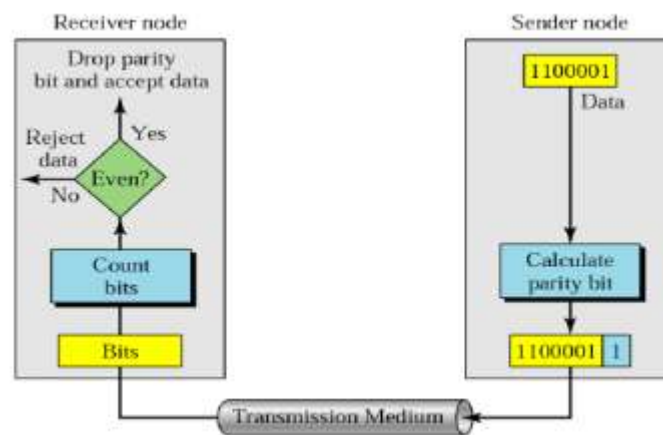 Receiver node
Drop parity
bit and accept data
Yes
Reject
data
No
Even?
Count
bits
Bits
Sender node
1100001
Data
Calculate
parity bit
1100001 1
Transmission Medium